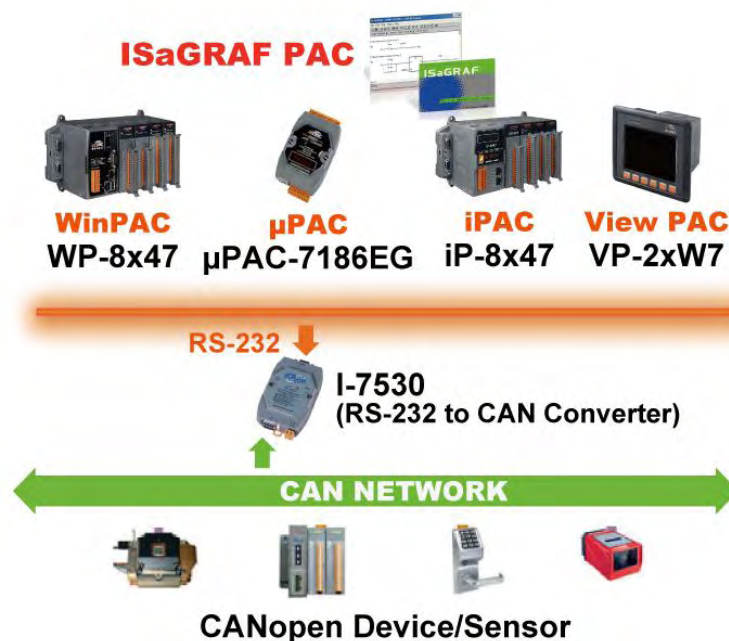 ISaGRAF PAC
ISaGRAF
WinPAC
WP-8x47
µPAC
µPAC-7186EG
iPAC
iP-8x47
View PAC
VP-2xW7
RS-232
I-7530
(RS-232 to CAN Converter)
CAN NETWORK
CANopen Device/Sensor